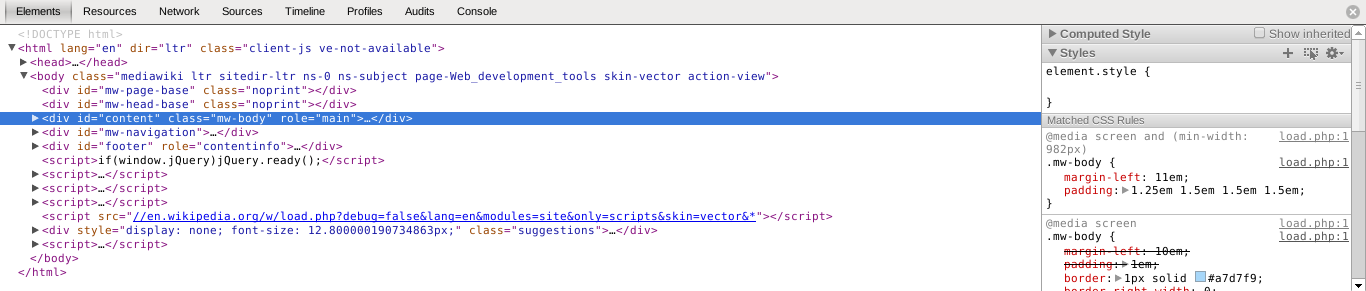 Elements Resources Network Sources Timeline Profiles Audits Console
<!DOCTYPE html>
<html lang="en" dir="ltr" class="client-js ve-not-available">
<head>…</head>
<body class="mediawiki ltr sitedir-ltr ns-0 ns-subject page-Web_development_tools skin-vector action-view">
<div id="mw-page-base" class="noprint"></div>
<div id="mw-head-base" class="noprint"></div>
<div id="content" class="mw-body" role="main">…</div>
<div id="mw-navigation">…</div>
<div id="footer" role="contentinfo">…</div>
<script>if(window.jQuery)jQuery.ready();</script>
<script>…</script>
<script>…</script>
<script>…</script>
<script src="//en.wikipedia.org/w/load.php?debug=false&lang=en&modules=site&only=scripts&skin=vector&*"></script>
<div style="display: none; font-size: 12.800000190734863px;" class="suggestions">…</div>
<script>…</script>
</body>
</html>
Computed Style Show inherited
Styles
element.style {
}
Matched CSS Rules
@media screen and (min-width: load.php:1
982px)
.mw-body { load.php:1
margin-left: 11em;
padding: 1.25em 1.5em 1.5em 1.5em;
}
@media screen load.php:1
.mw-body { load.php:1
margin-left: 10em;
padding: 1em;
border: 1px solid #a7d7f9;
border-right-width: 0;